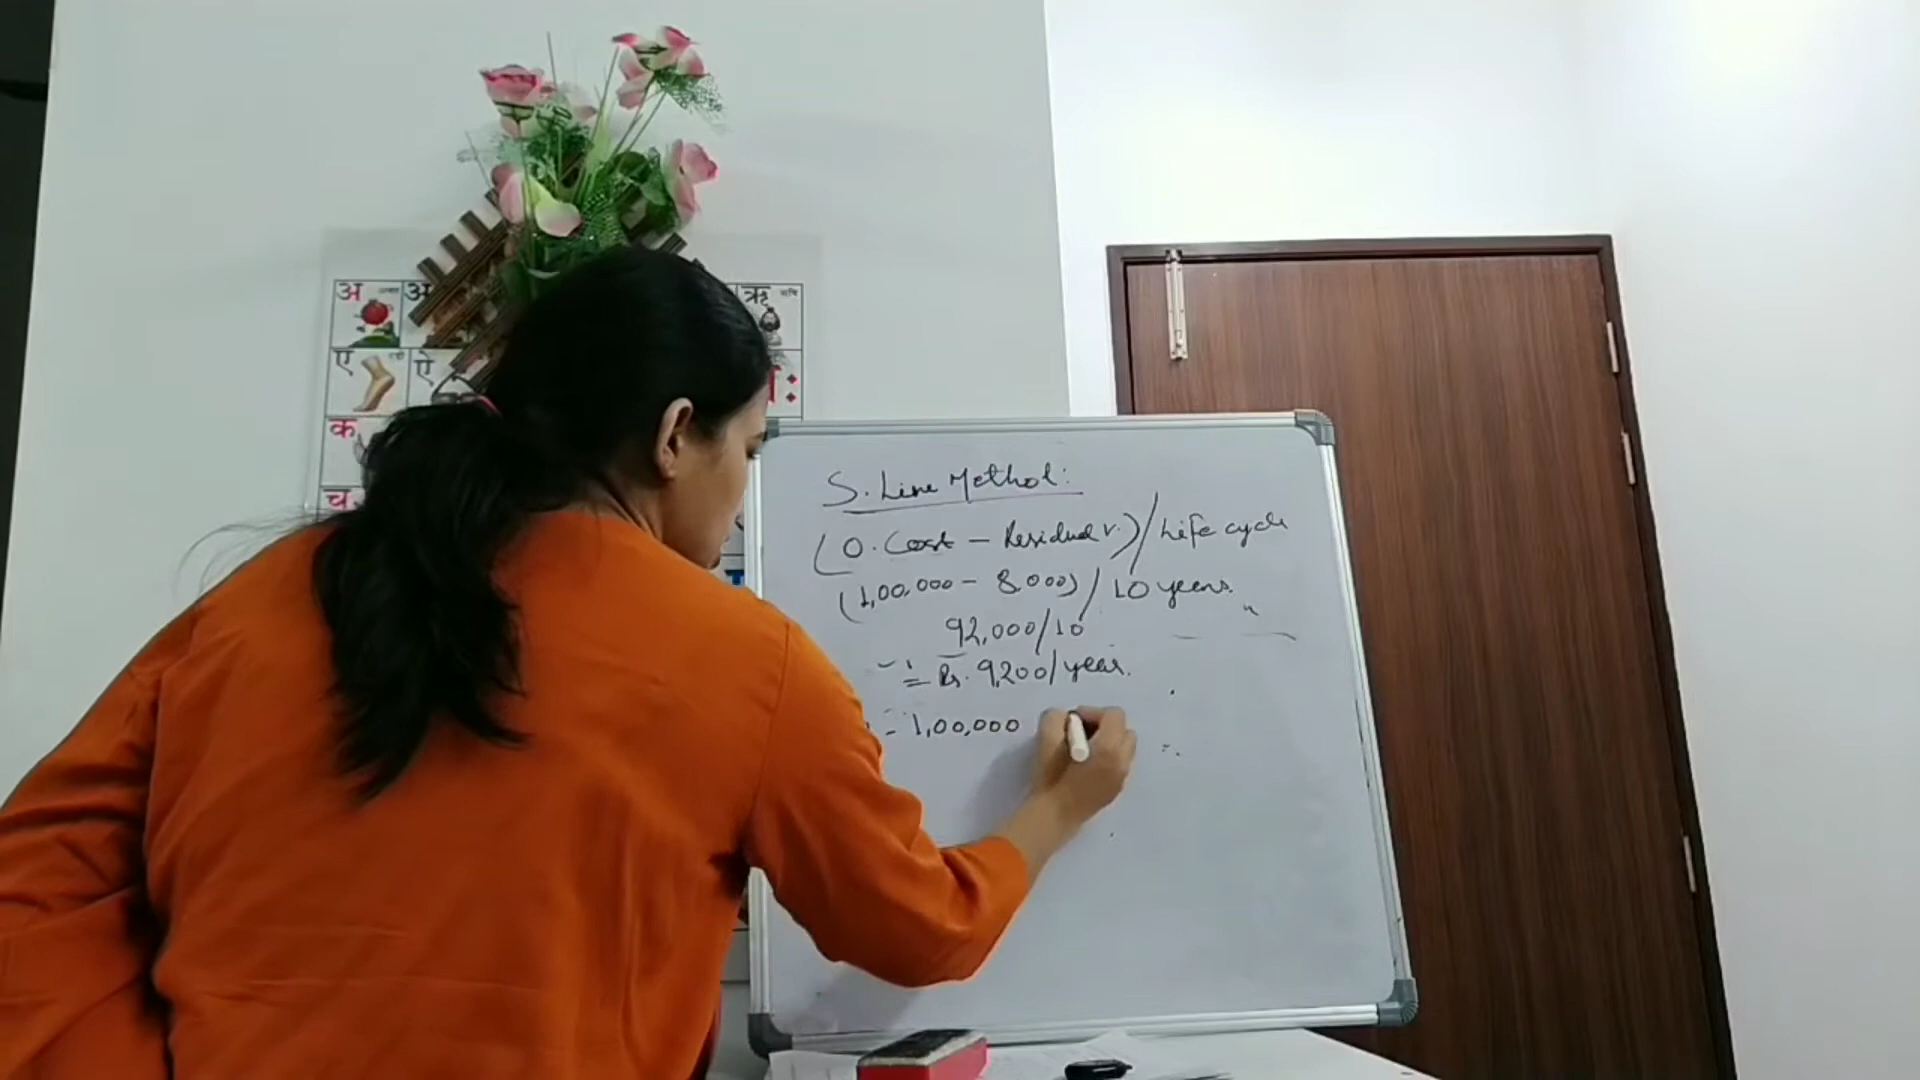 अ अ ऋ
ए ऐ
क
च
S. Line Method:
(O. Cost - Residual v.) / Life cycle
(1,00,000 - 8,000) / 10 years.
92,000/10
= Rs. 9,200/year.
- 1,00,000